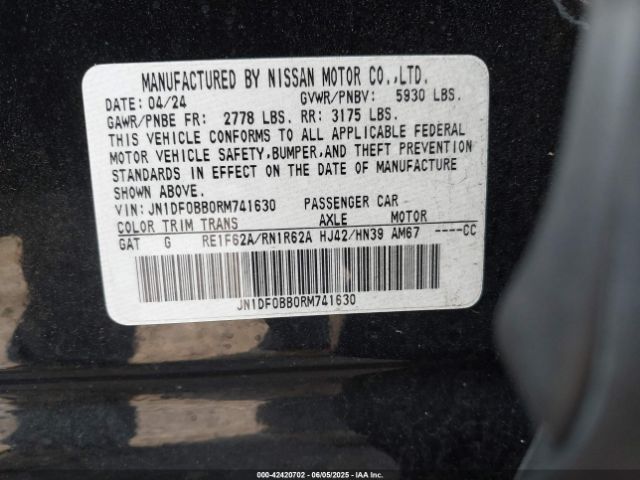 MANUFACTURED BY NISSAN MOTOR CO.,LTD.
DATE: 04/24 GVWR/PNBV: 5930 LBS.
GAWR/PNBE FR: 2778 LBS. RR: 3175 LBS.
THIS VEHICLE CONFORMS TO ALL APPLICABLE FEDERAL
MOTOR VEHICLE SAFETY,BUMPER,AND THEFT PREVENTION
STANDARDS IN EFFECT ON THE DATE OF MANUFACTURE
SHOWN ABOVE.
VIN: JN1DF0BB0RM741630 PASSENGER CAR
COLOR TRIM TRANS AXLE MOTOR
GAT G RE1F62A/RN1R62A HJ42/HN39 AM67 ----CC
JN1DF0BB0RM741630
000-42420702 - 06/05/2025 - IAAI.COM